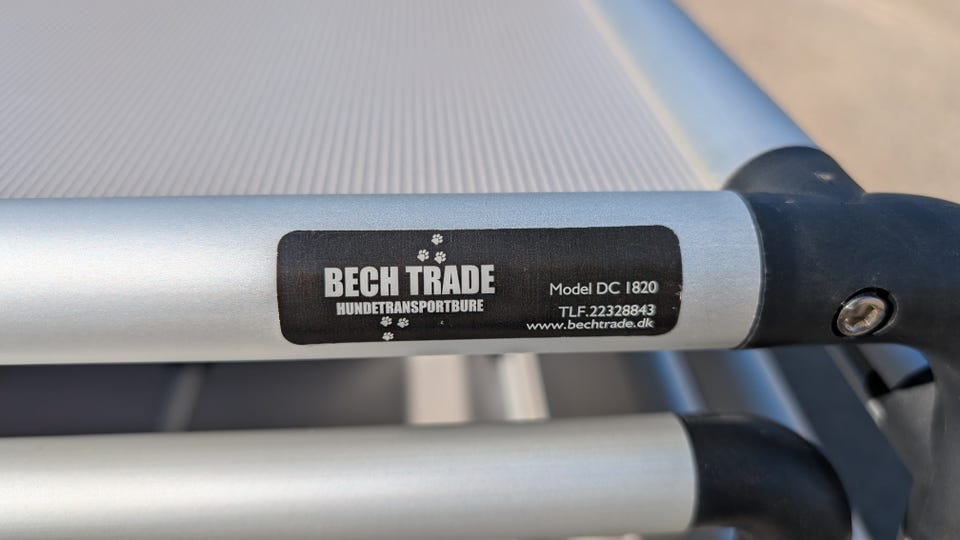 BECH TRADE
HUNDETRANSPORTBURE
Model DC 1820
TLF.22328843
www.bechtrade.dk